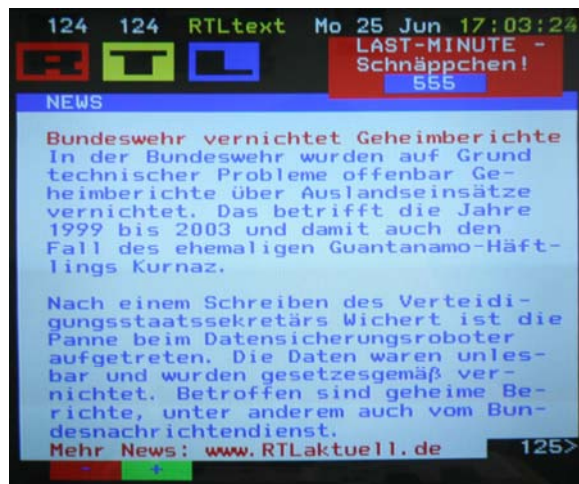 124 124 RTLtext Mo 25 Jun 17:03:24
RTL
LAST-MINUTE -
Schnäppchen!
555
NEWS
Bundeswehr vernichtet Geheimberichte
In der Bundeswehr wurden auf Grund
technischer Probleme offenbar Ge-
heimberichte über Auslandseinsätze
vernichtet. Das betrifft die Jahre
1999 bis 2003 und damit auch den
Fall des ehemaligen Guantanamo-Häft-
lings Kurnaz.
Nach einem Schreiben des Verteidi-
gungsstaatssekretärs Wichert ist die
Panne beim Datensicherungsroboter
aufgetreten. Die Daten waren unles-
bar und wurden gesetzesgemäß ver-
nichtet. Betroffen sind geheime Be-
richte, unter anderem auch vom Bun-
desnachrichtendienst.
Mehr News: www.RTLaktuell.de 125>
- +